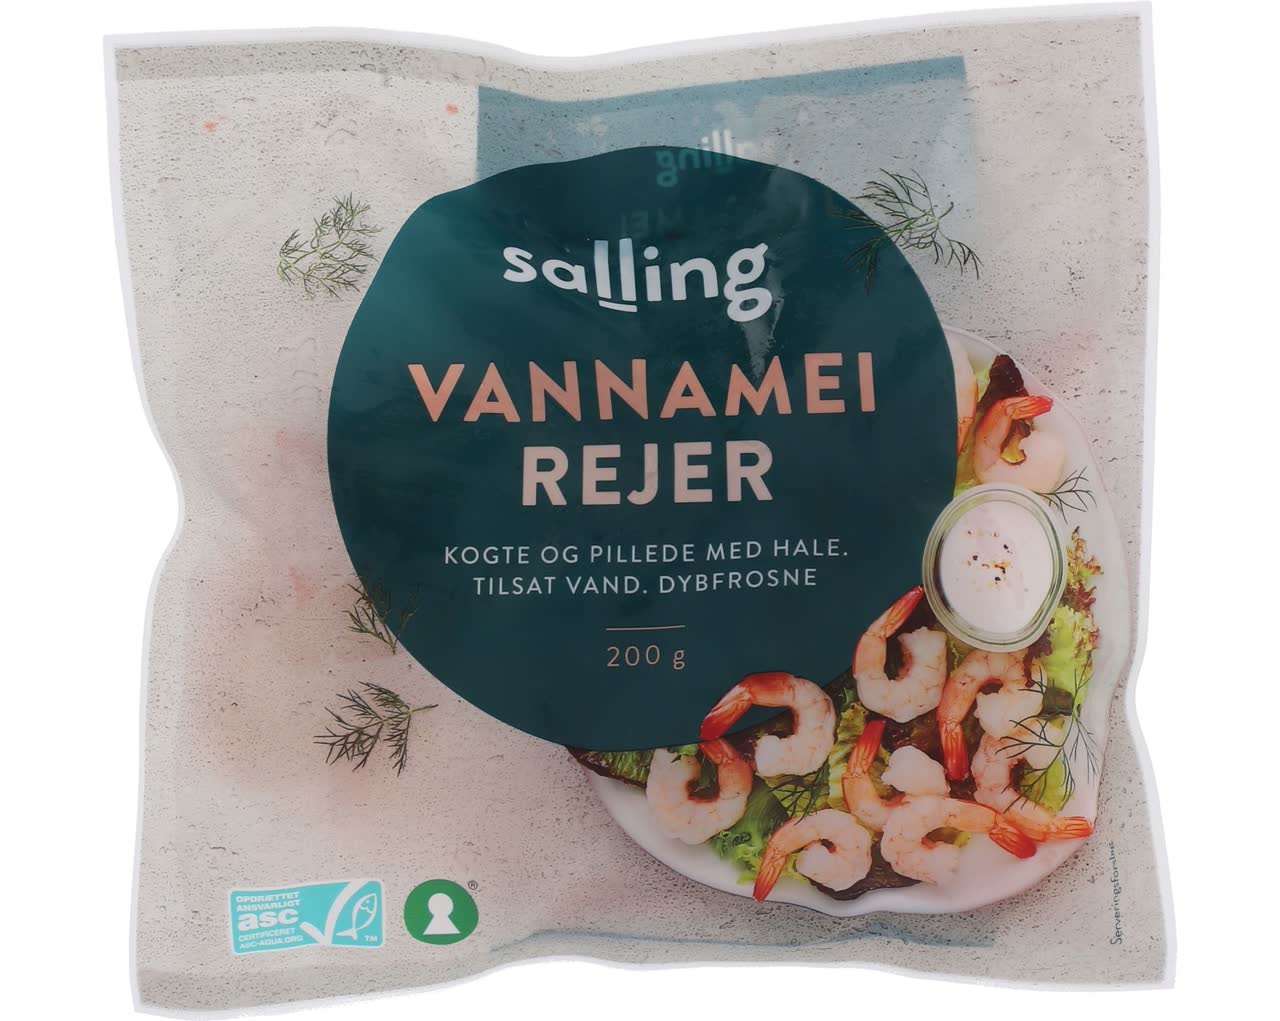 salling
VANNAMEI
REJER
KOGTE OG PILLEDE MED HALE.
TILSAT VAND. DYBFROSNE
200 g
OPDRÆTTET
ANSVARLIGT
asc
CERTIFICERET
ASC-AQUA.ORG
TM
®
Serveringsforslag